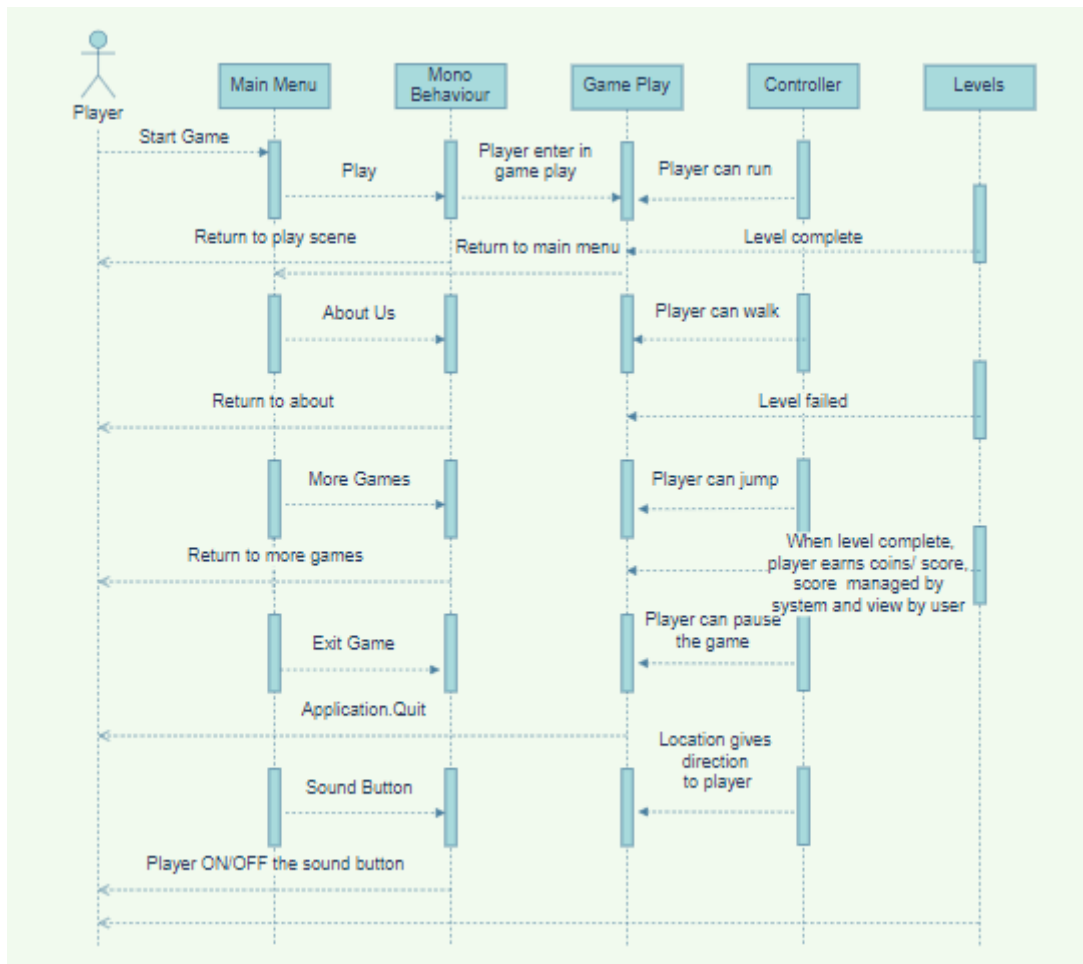 Player
Main Menu
Mono
Behaviour
Game Play
Controller
Levels
Start Game
Play
Player enter in
game play
Player can run
Return to play scene
Return to main menu
Level complete
About Us
Player can walk
Return to about
Level failed
More Games
Player can jump
Return to more games
When level complete,
player earns coins/ score,
score managed by
system and view by user
Exit Game
Player can pause
the game
Application.Quit
Location gives
direction
to player
Sound Button
Player ON/OFF the sound button